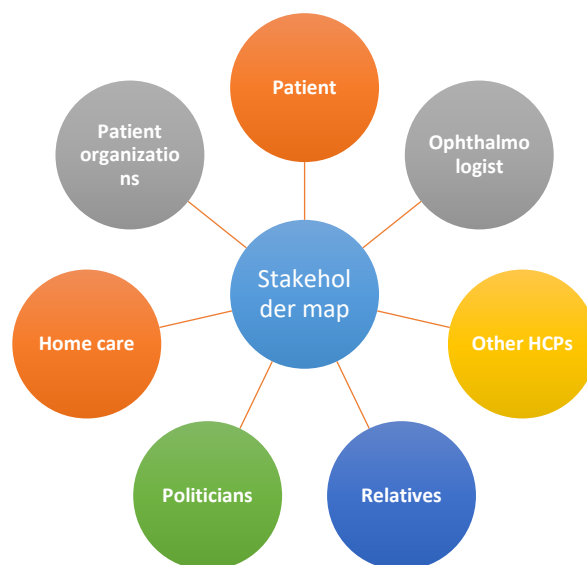 Patient
Ophthalmo
logist
Other HCPs
Relatives
Politicians
Home care
Patient
organizatio
ns
Stakehol
der map